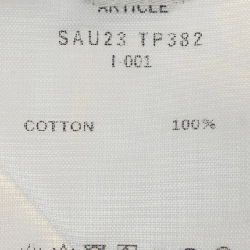 ARTICLE
SAU23 TP382
I-001
COTTON 100%